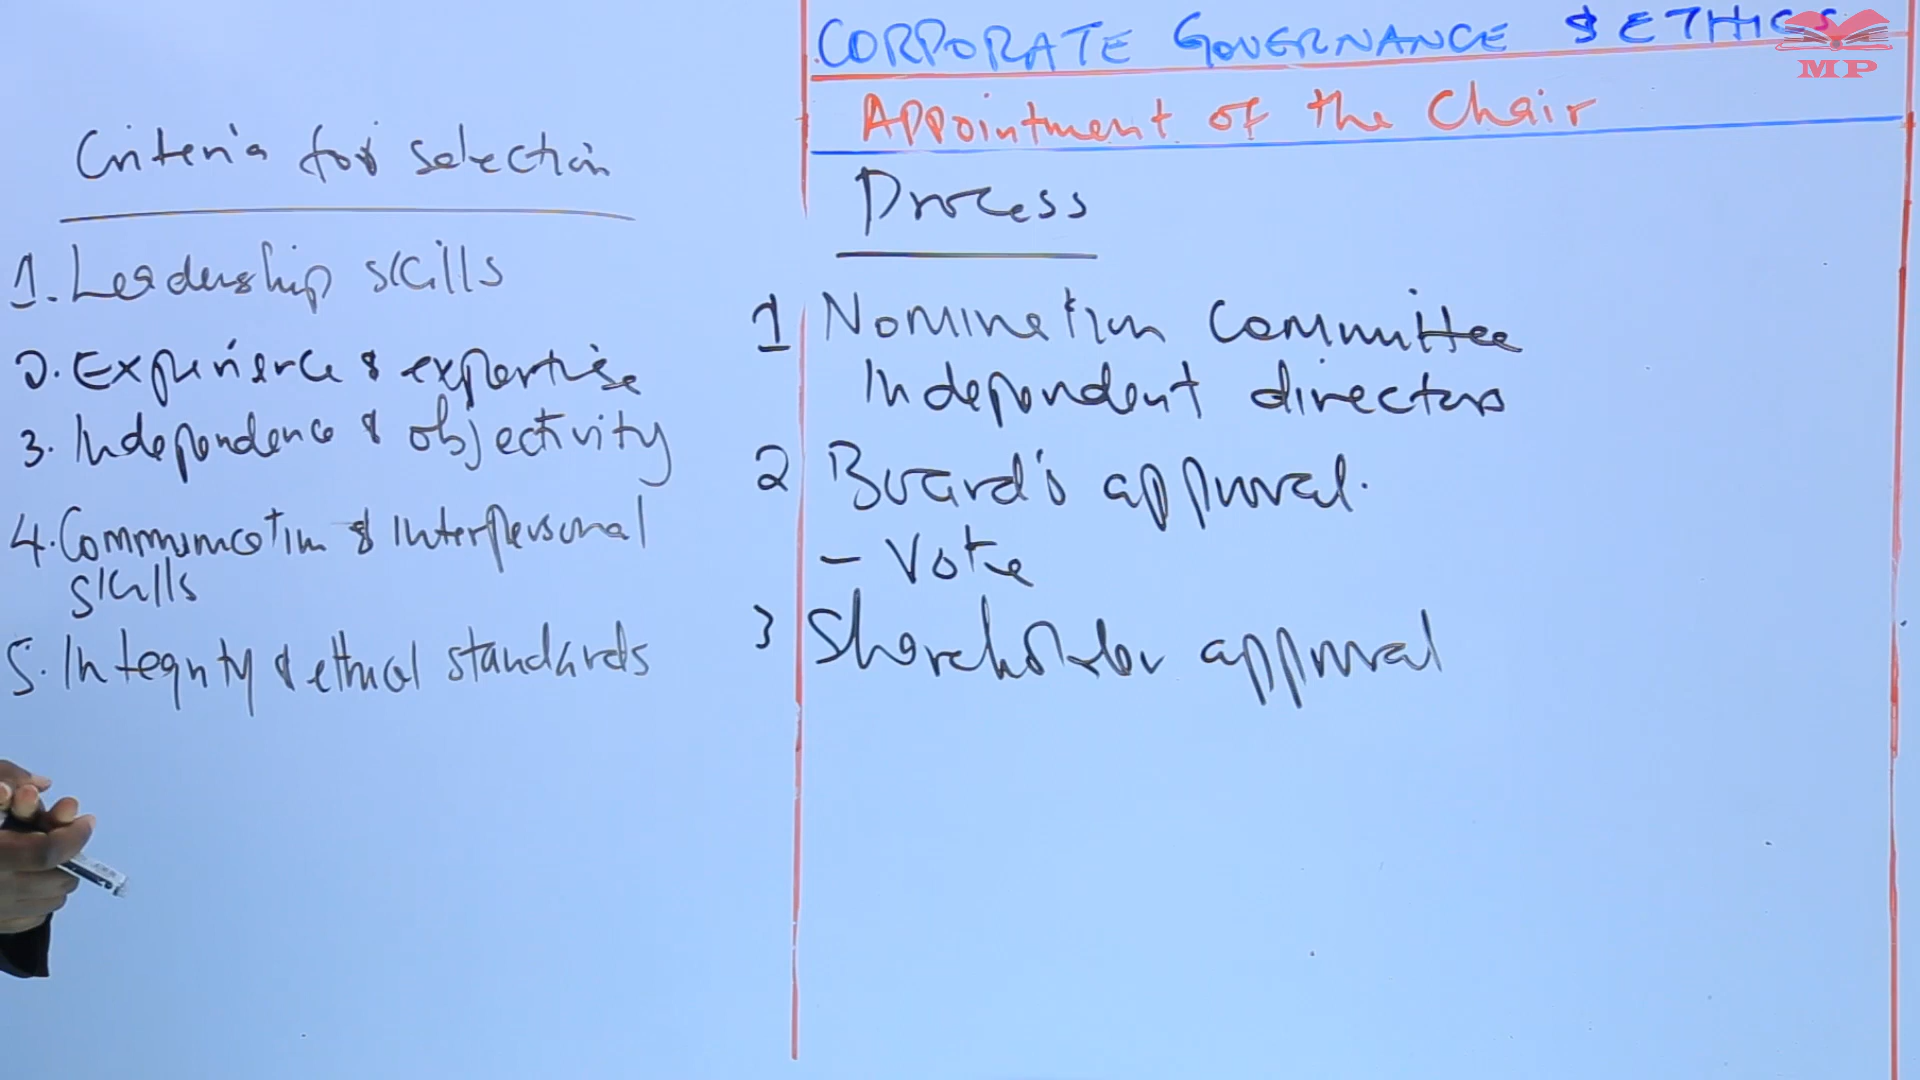 CORPORATE GOVERNANCE & ETHICS
MP
Appointment of the Chair
Process
1 Nomination Committee
Independent directors
2 Board's approval.
- Vote
3 Shareholder approval
Criteria for selection
1. Leadership skills
2. Experience & expertise
3. Independence & objectivity
4. Communication & interpersonal
skills
5. Integrity & ethical standards